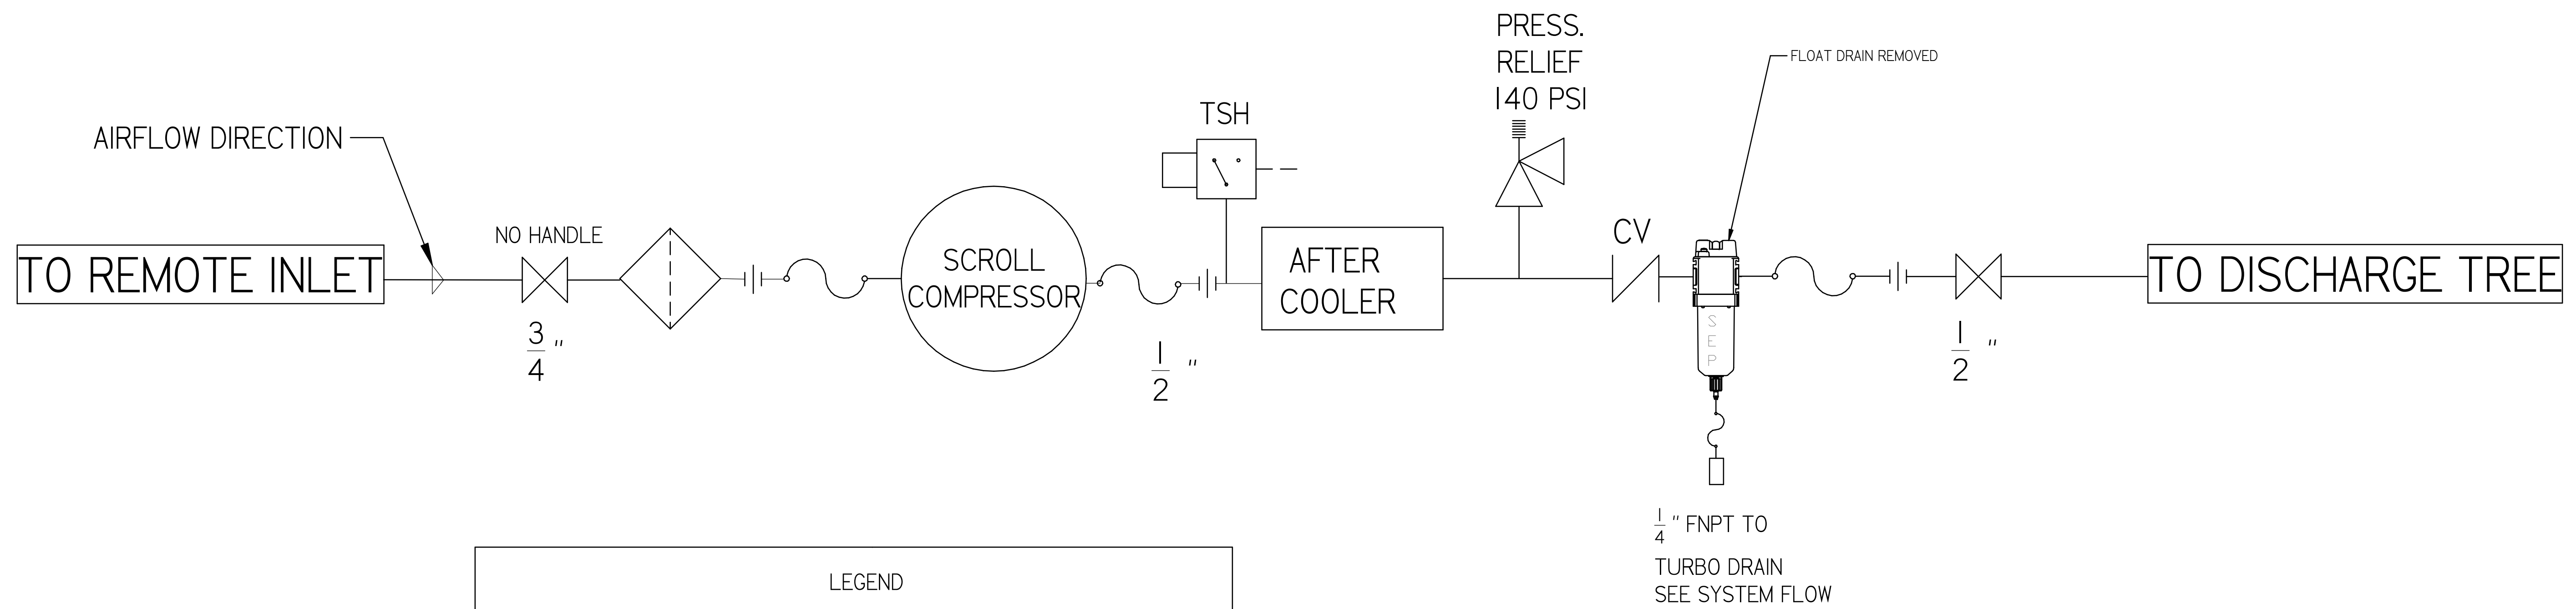 PRESS.
RELIEF
140 PSI
FLOAT DRAIN REMOVED
TSH
AIRFLOW DIRECTION
NO HANDLE
CV
TO REMOTE INLET
SCROLL
COMPRESSOR
AFTER
COOLER
SEP
TO DISCHARGE TREE
3/4 "
1/2 "
1/2 "
1/4 " FNPT TO
TURBO DRAIN
SEE SYSTEM FLOW
LEGEND